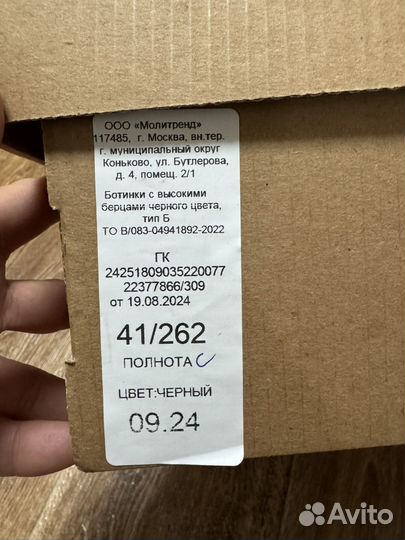 ООО «Молитренд»
117485, г. Москва, вн.тер.
г. муниципальный округ
Коньково, ул. Бутлерова,
д. 4, помещ. 2/1
Ботинки с высокими
берцами черного цвета,
тип Б
ТО В/083-04941892-2022
ГК
24251809035220077
22377866/309
от 19.08.2024
41/262
ПОЛНОТА С
ЦВЕТ:ЧЕРНЫЙ
09.24
Avito